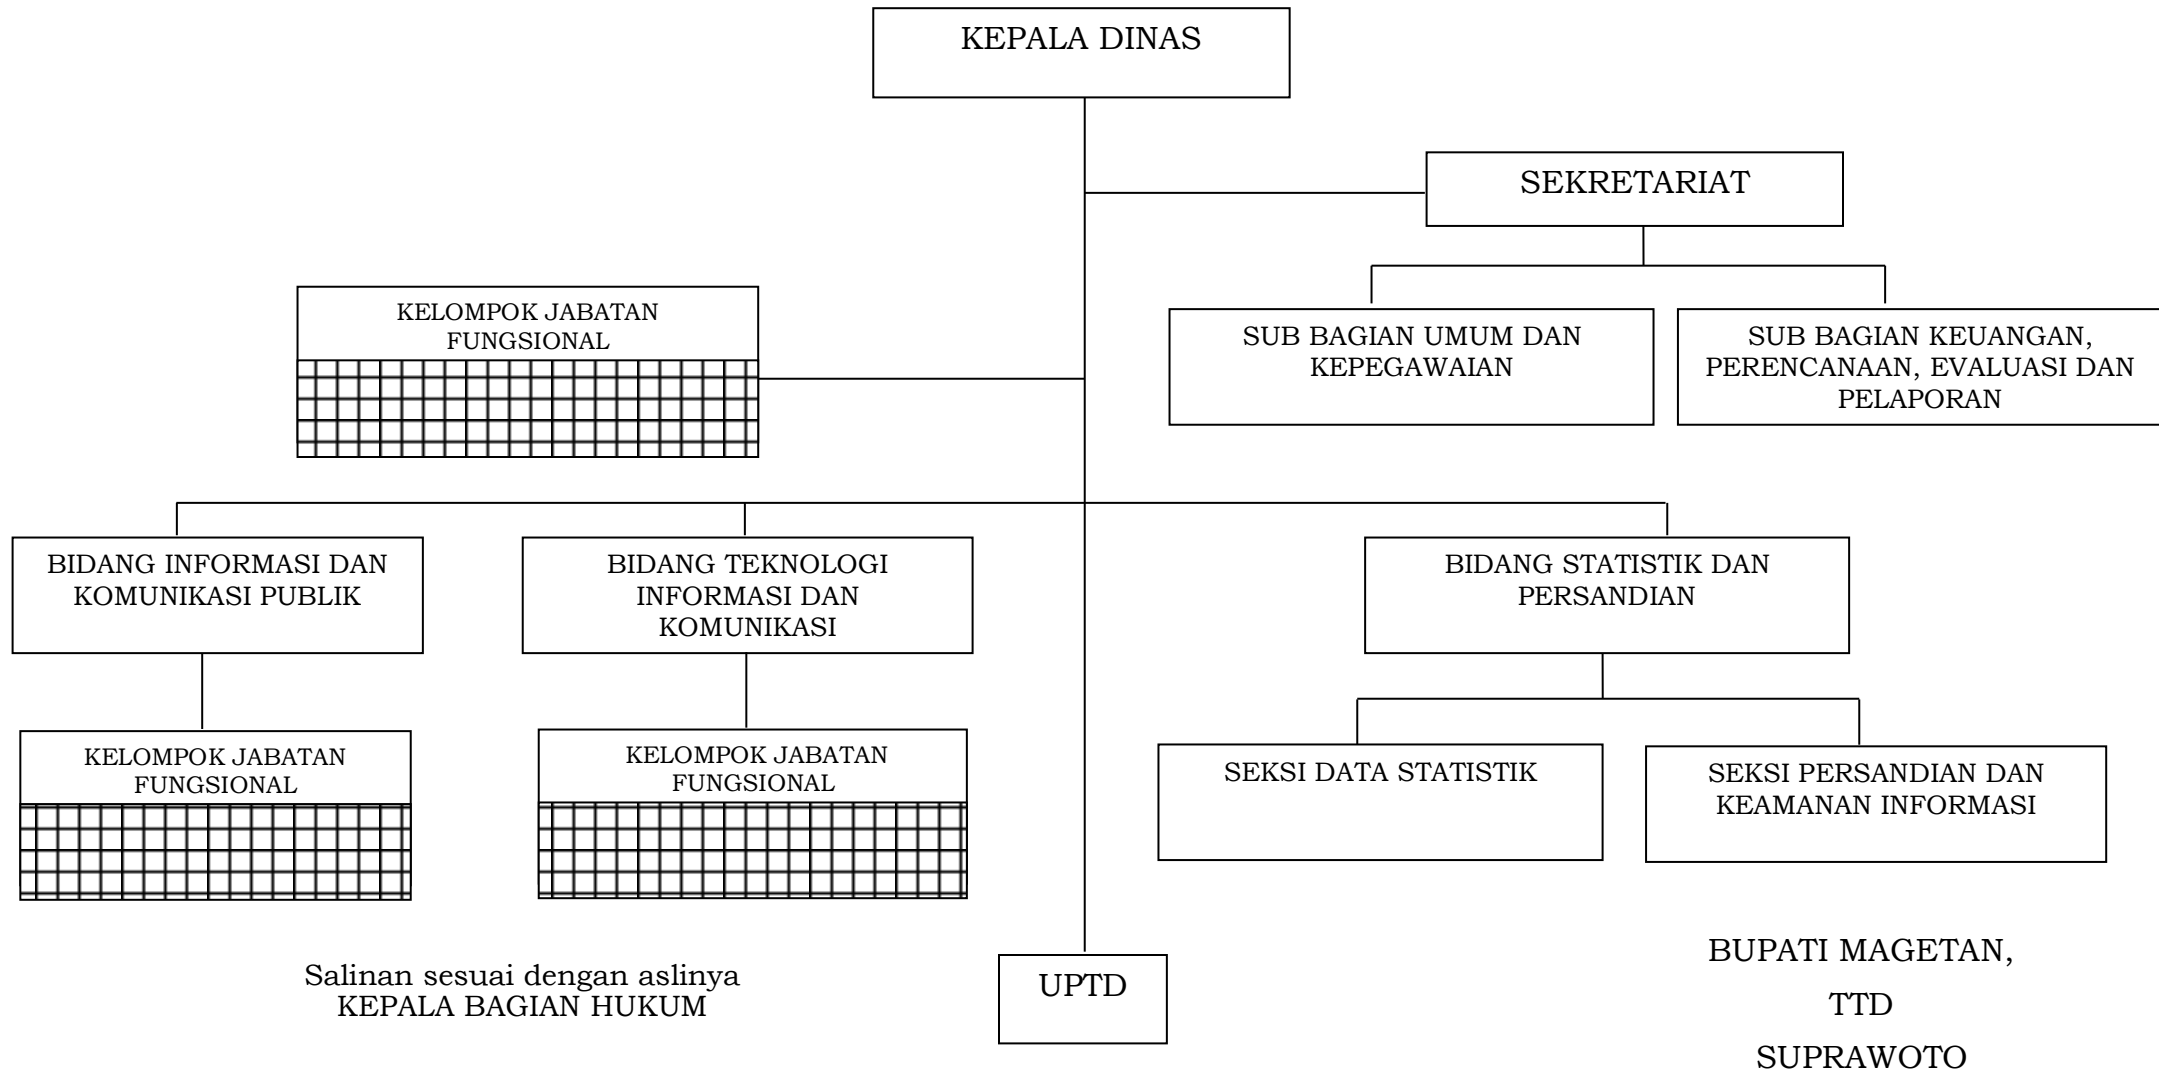 KEPALA DINAS
SEKRETARIAT
KELOMPOK JABATAN
FUNGSIONAL
SUB BAGIAN UMUM DAN
KEPEGAWAIAN
SUB BAGIAN KEUANGAN,
PERENCANAAN, EVALUASI DAN
PELAPORAN
BIDANG INFORMASI DAN
KOMUNIKASI PUBLIK
BIDANG TEKNOLOGI
INFORMASI DAN
KOMUNIKASI
BIDANG STATISTIK DAN
PERSANDIAN
KELOMPOK JABATAN
FUNGSIONAL
KELOMPOK JABATAN
FUNGSIONAL
SEKSI DATA STATISTIK
SEKSI PERSANDIAN DAN
KEAMANAN INFORMASI
Salinan sesuai dengan aslinya
KEPALA BAGIAN HUKUM
UPTD
BUPATI MAGETAN,
TTD
SUPRAWOTO